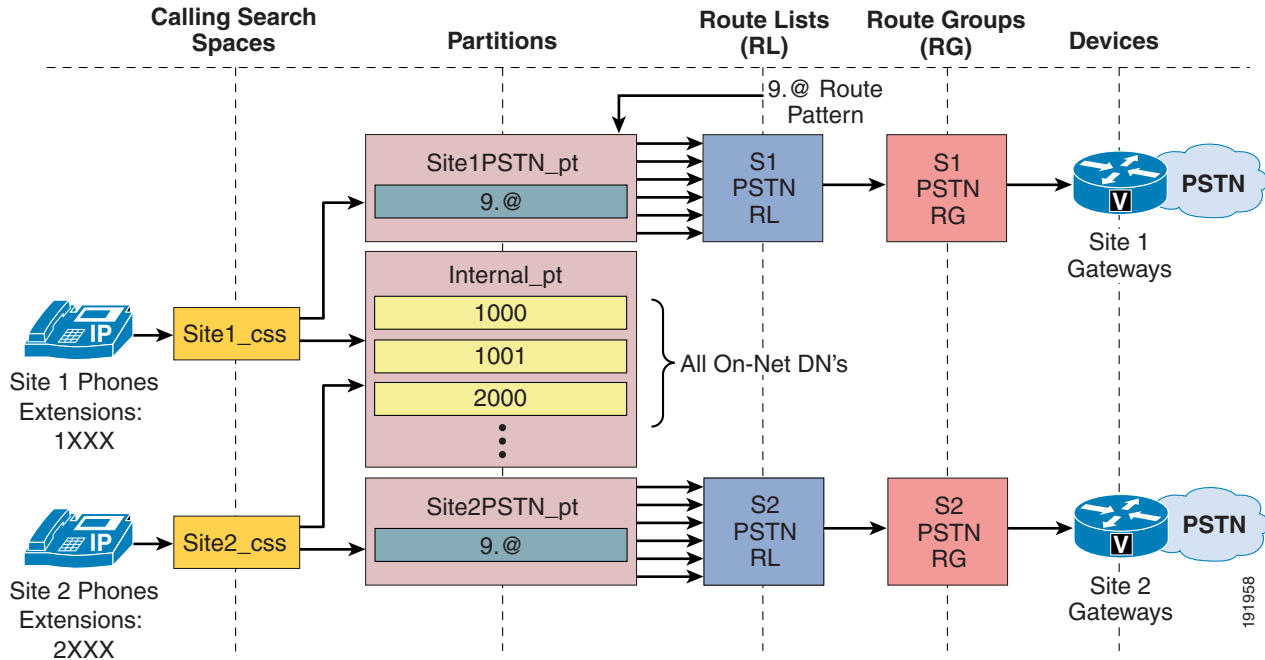 Calling Search
Spaces
Partitions
Route Lists
(RL)
Route Groups
(RG)
Devices
9.@ Route
Pattern
Site1PSTN_pt
9.@
S1
PSTN
RL
S1
PSTN
RG
V
PSTN
Site 1
Gateways
Internal_pt
1000
1001
2000
All On-Net DN's
IP
Site1_css
Site 1 Phones
Extensions:
1XXX
Site2PSTN_pt
9.@
S2
PSTN
RL
S2
PSTN
RG
V
PSTN
Site 2
Gateways
IP
Site2_css
Site 2 Phones
Extensions:
2XXX
191958